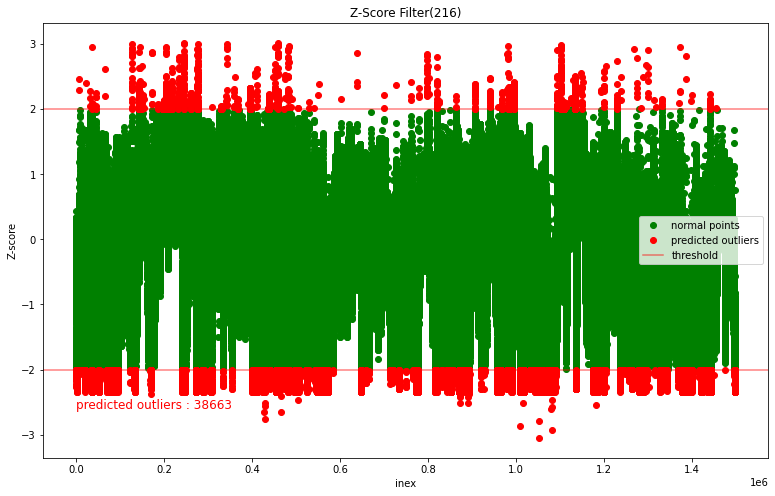 Z-Score Filter(216)
3
2
1
0
−1
−2
−3
Z-score
normal points
predicted outliers
threshold
predicted outliers : 38663
0.0 0.2 0.4 0.6 0.8 1.0 1.2 1.4
1e6
inex